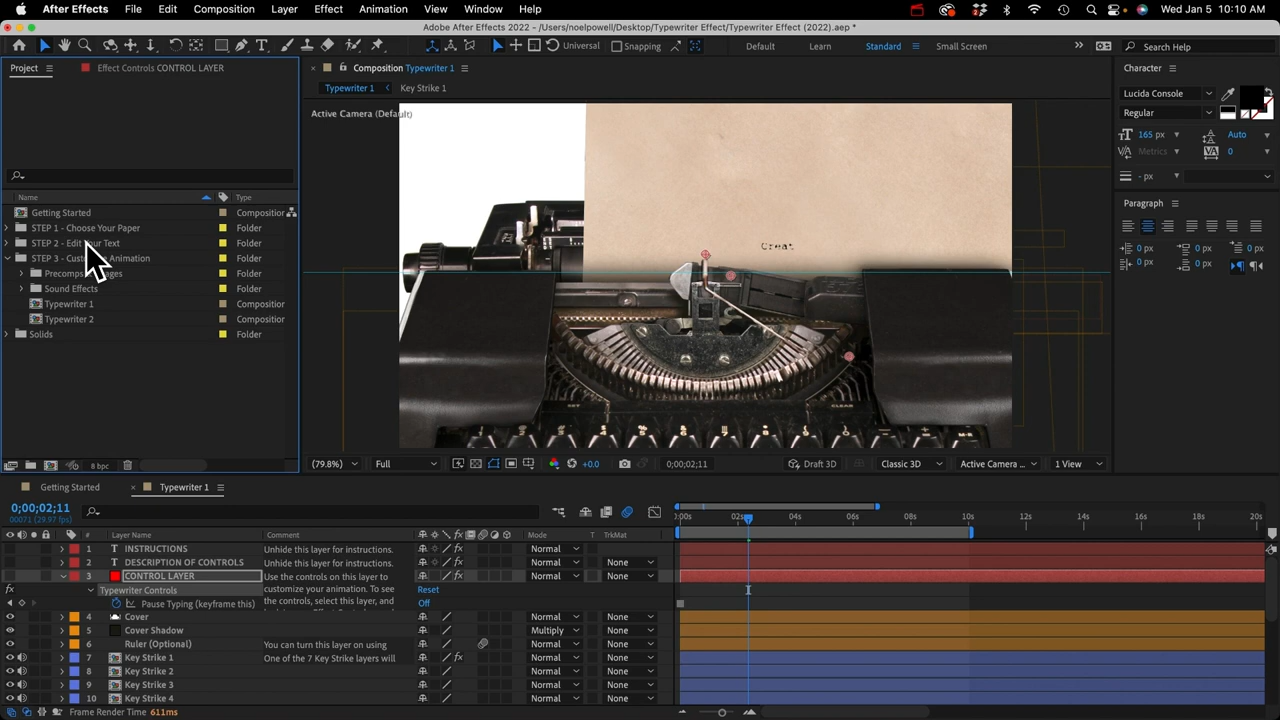 After Effects File Edit Composition Layer Effect Animation View Window Help Wed Jan 5 10:10 AM
Adobe After Effects 2022 - /Users/noelpowell/Desktop/Typewriter Effect/Typewriter Effect (2022).aep *
Universal Snapping Default Learn Standard Small Screen Search Help
Project Effect Controls CONTROL LAYER
Composition Typewriter 1
Typewriter 1 Key Strike 1
Active Camera (Default)
Creat
Name Type
Getting Started Composition
STEP 1 - Choose Your Paper Folder
STEP 2 - Edit Your Text Folder
STEP 3 - Cust Animation Folder
Precomp ages Folder
Sound Effects Folder
Typewriter 1 Composition
Typewriter 2 Composition
Solids Folder
8 bpc
(79.8%) Full +0.0 0;00;02;11 Draft 3D Classic 3D Active Camera ... 1 View
Character
Lucida Console
Regular
165 px Auto
Metrics 0
- px
Paragraph
0 px 0 px 0 px
0 px 0 px
Getting Started Typewriter 1
0;00;02;11
00071 (29.97 fps)
:00s 02s 04s 06s 08s 10s 12s 14s 16s 18s 20s
# Layer Name Comment Mode T TrkMat
1 INSTRUCTIONS Unhide this layer for instructions. Normal
2 DESCRIPTION OF CONTROLS Unhide this layer for instructions. Normal None
3 CONTROL LAYER Use the controls on this layer to Normal None
customize your animation. To see
Typewriter Controls Reset
the controls, select this layer, and
Pause Typing (keyframe this) Off
4 Cover Normal None
5 Cover Shadow Multiply None
6 Ruler (Optional) You can turn this layer on using Normal None
7 Key Strike 1 One of the 7 Key Strike layers will Normal None
8 Key Strike 2 Normal None
9 Key Strike 3 Normal None
10 Key Strike 4 Normal None
Frame Render Time 611ms